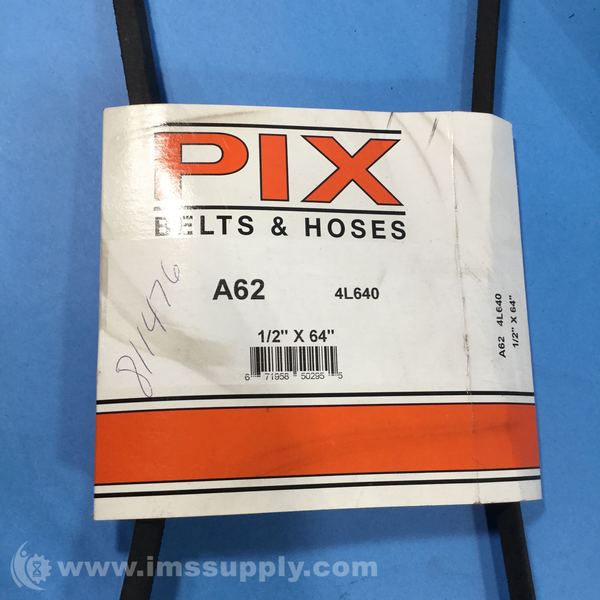 PIX
BELTS & HOSES
A62 4L640
1/2" X 64"
6 71958 50295 5
811476
A62 4L640
1/2" X 64"
www.imssupply.com